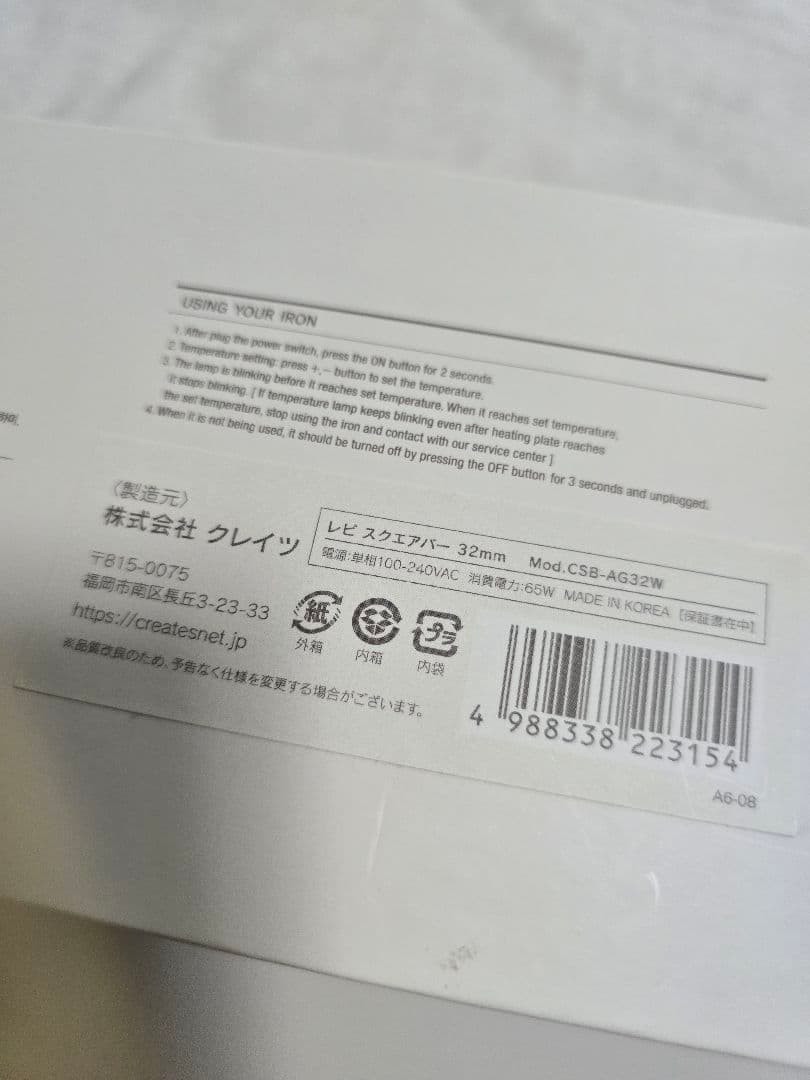 USING YOUR IRON
1. After plug the power switch, press the ON button for 2 seconds.
2. Temperature setting: press +, − button to set the temperature.
3. The lamp is blinking before it reaches set temperature. When it reaches set temperature,
it stops blinking. [ If temperature lamp keeps blinking even after heating plate reaches
the set temperature, stop using the iron and contact with our service center ]
4. When it is not being used, it should be turned off by pressing the OFF button for 3 seconds and unplugged.
〈製造元〉
株式会社 クレイツ
〒815-0075
福岡市南区長丘3-23-33
https://createsnet.jp
※品質改良のため、予告なく仕様を変更する場合がございます。
レビ スクエアバー 32mm Mod.CSB-AG32W
電源:単相100-240VAC 消費電力:65W MADE IN KOREA [保証書在中]
紙
プラ
外箱 内箱 内袋
4 988338 223154
A6-08